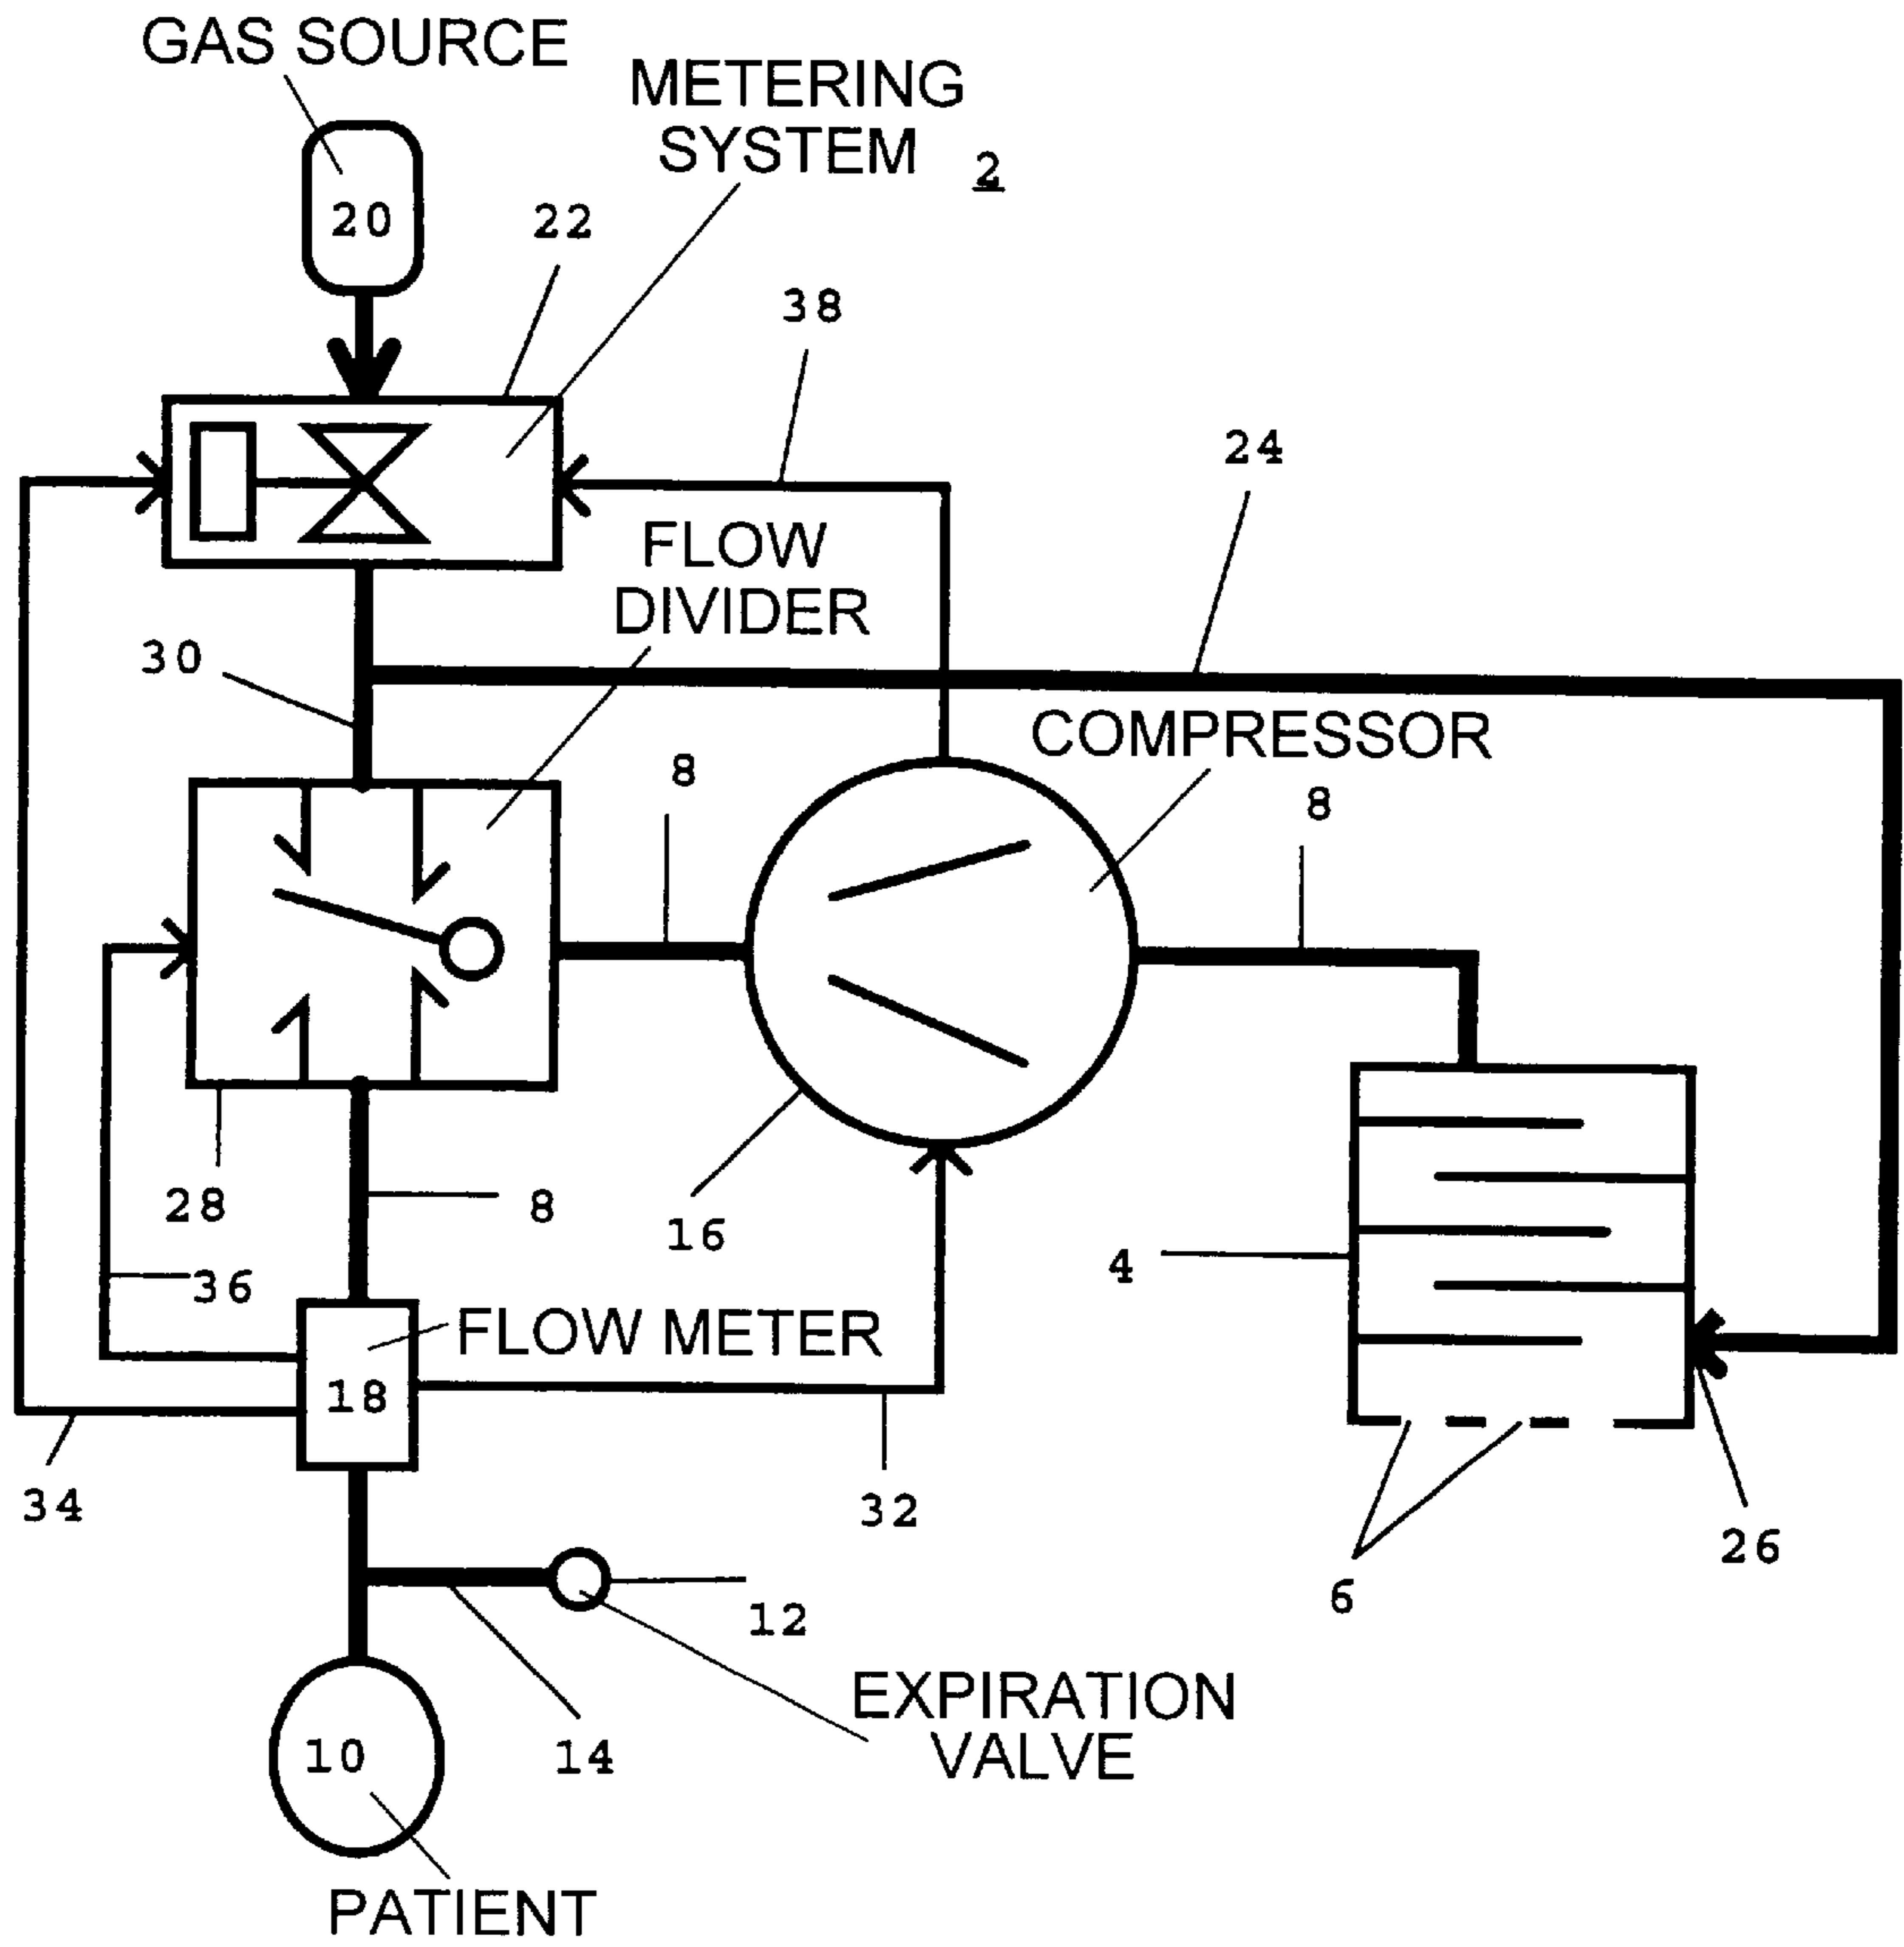 GAS SOURCE
METERING
SYSTEM 2
20
22
38
24
FLOW
DIVIDER
30
COMPRESSOR
8
8
28
8
16
4
36
FLOW METER
18
34
32
26
6
12
EXPIRATION
VALVE
10
14
PATIENT